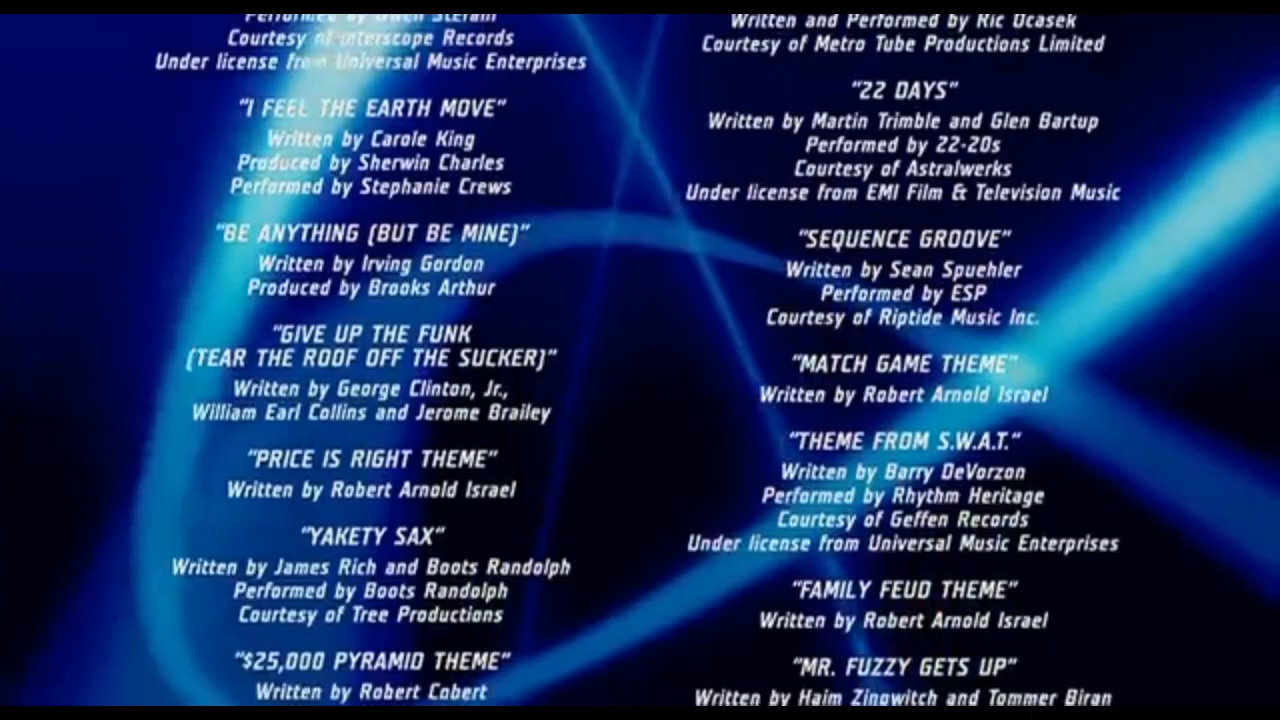 Performed by Gwen Stefani
Courtesy of Interscope Records
Under license from Universal Music Enterprises
"I FEEL THE EARTH MOVE"
Written by Carole King
Produced by Sherwin Charles
Performed by Stephanie Crews
"BE ANYTHING (BUT BE MINE)"
Written by Irving Gordon
Produced by Brooks Arthur
"GIVE UP THE FUNK
(TEAR THE ROOF OFF THE SUCKER)"
Written by George Clinton, Jr.,
William Earl Collins and Jerome Brailey
"PRICE IS RIGHT THEME"
Written by Robert Arnold Israel
"YAKETY SAX"
Written by James Rich and Boots Randolph
Performed by Boots Randolph
Courtesy of Tree Productions
"$25,000 PYRAMID THEME"
Written by Robert Cobert
Written and Performed by Ric Ocasek
Courtesy of Metro Tube Productions Limited
"22 DAYS"
Written by Martin Trimble and Glen Bartup
Performed by 22-20s
Courtesy of Astralwerks
Under license from EMI Film & Television Music
"SEQUENCE GROOVE"
Written by Sean Spuehler
Performed by ESP
Courtesy of Riptide Music Inc.
"MATCH GAME THEME"
Written by Robert Arnold Israel
"THEME FROM S.W.A.T."
Written by Barry DeVorzon
Performed by Rhythm Heritage
Courtesy of Geffen Records
Under license from Universal Music Enterprises
"FAMILY FEUD THEME"
Written by Robert Arnold Israel
"MR. FUZZY GETS UP"
Written by Haim Zingwitch and Tommer Biran